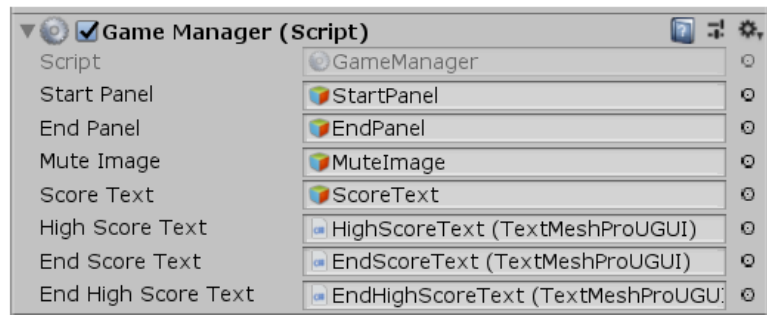 Game Manager (Script)
Script GameManager
Start Panel StartPanel
End Panel EndPanel
Mute Image MuteImage
Score Text ScoreText
High Score Text HighScoreText (TextMeshProUGUI)
End Score Text EndScoreText (TextMeshProUGUI)
End High Score Text EndHighScoreText (TextMeshProUGU